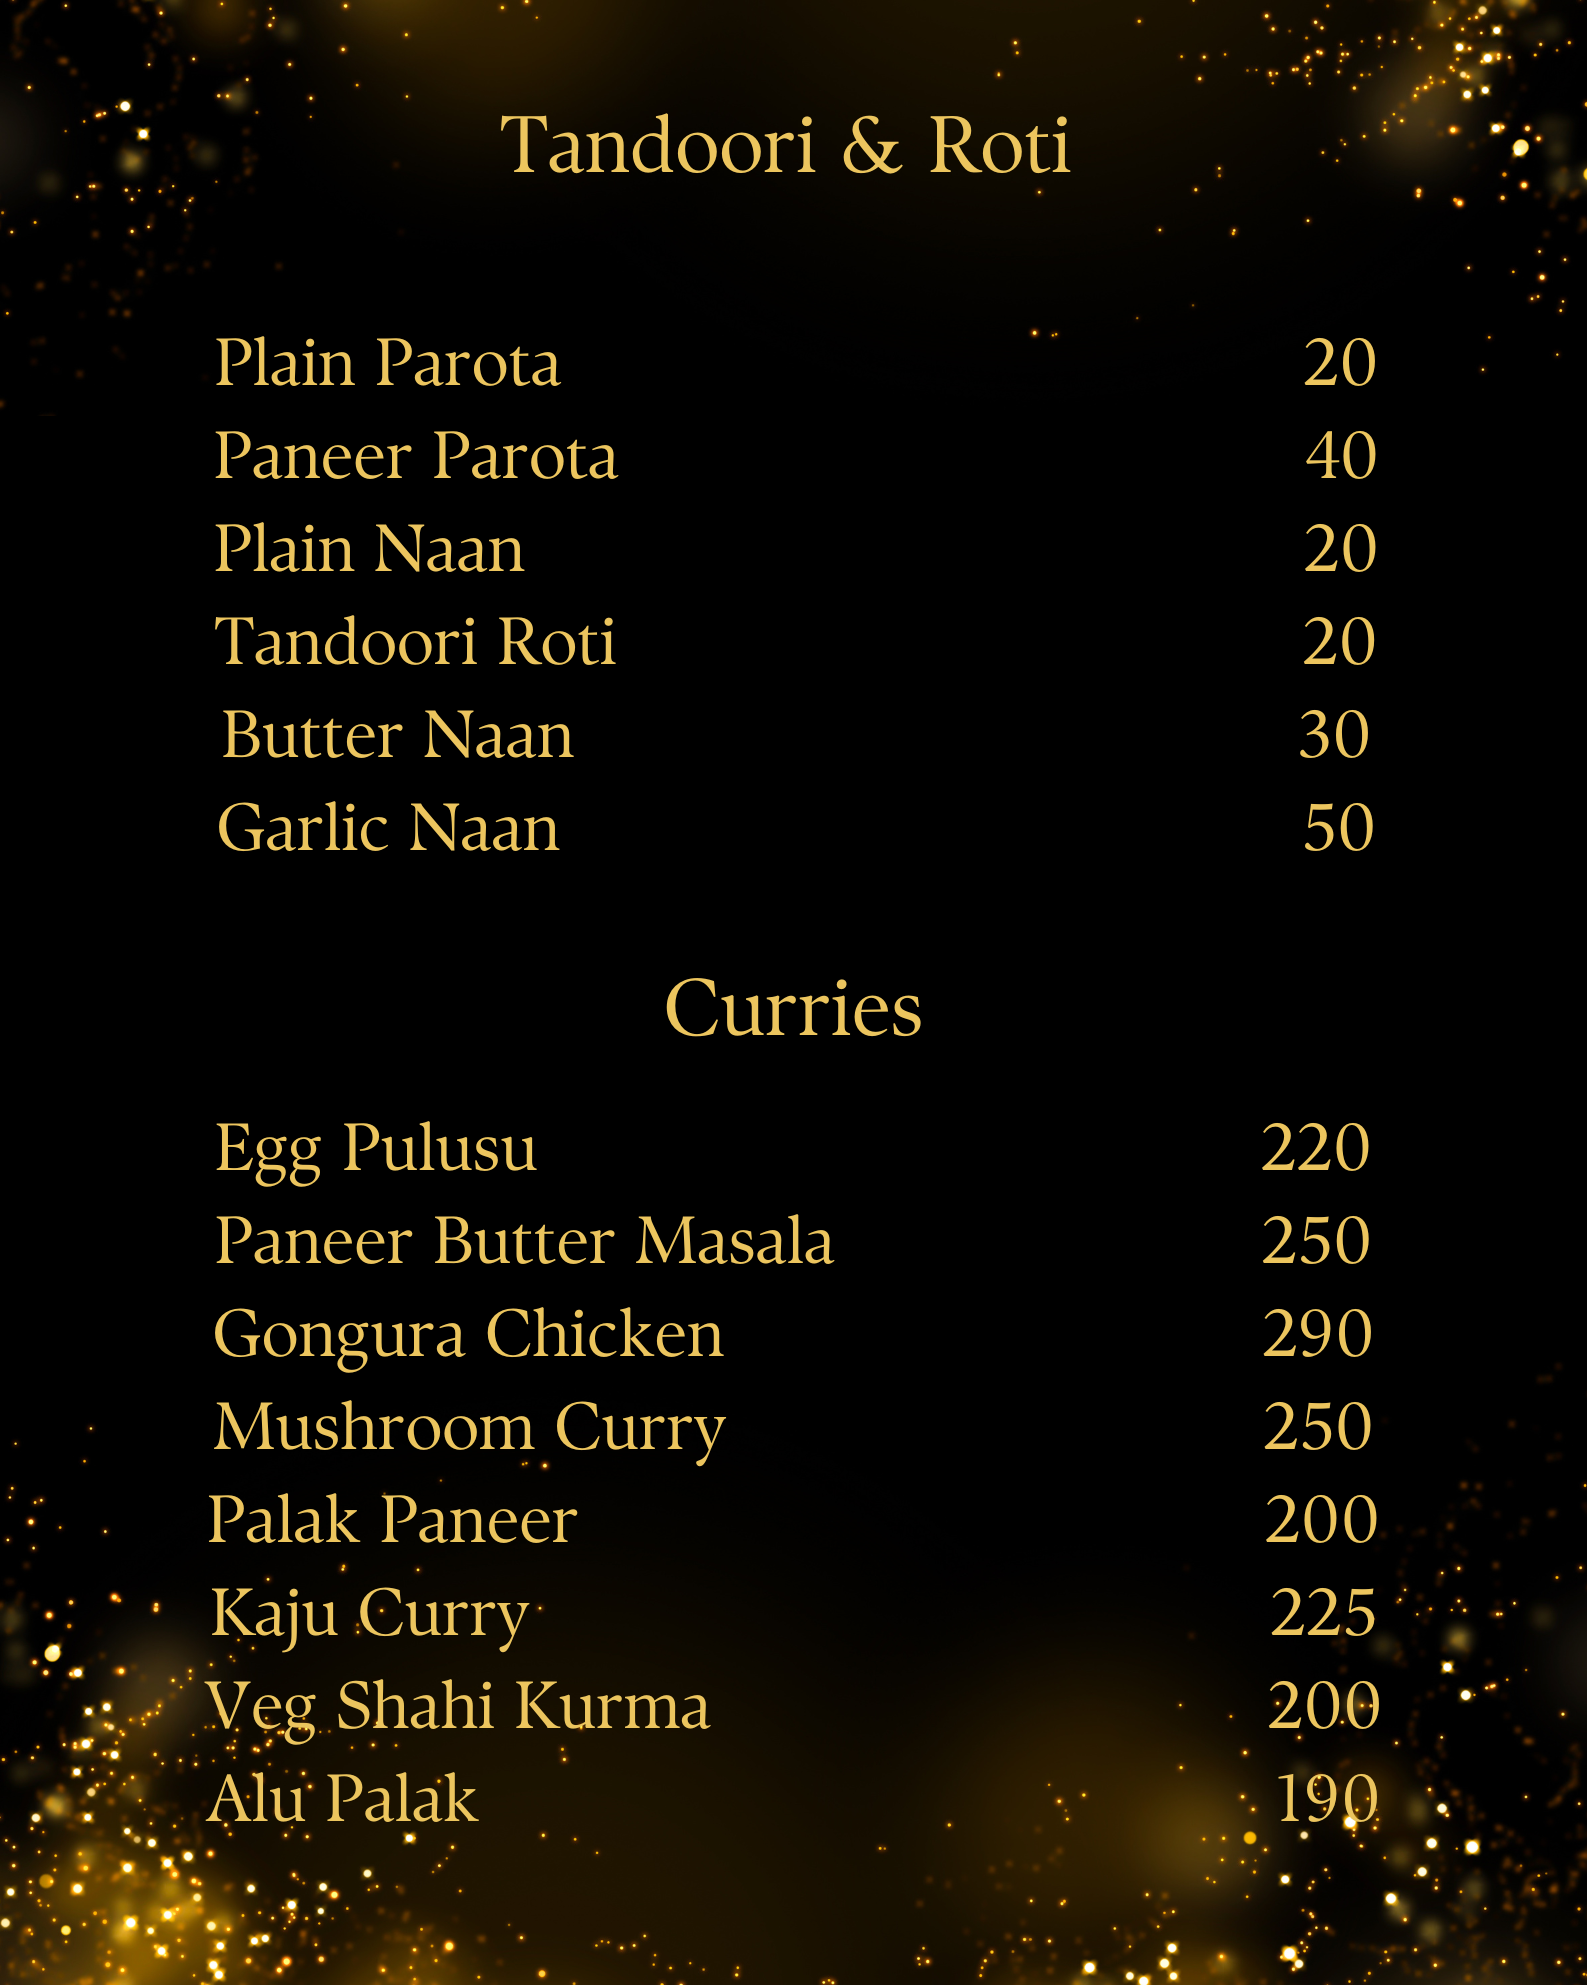 Tandoori & Roti
Plain Parota 20
Paneer Parota 40
Plain Naan 20
Tandoori Roti 20
Butter Naan 30
Garlic Naan 50
Curries
Egg Pulusu 220
Paneer Butter Masala 250
Gongura Chicken 290
Mushroom Curry 250
Palak Paneer 200
Kaju Curry 225
Veg Shahi Kurma 200
Alu Palak 190